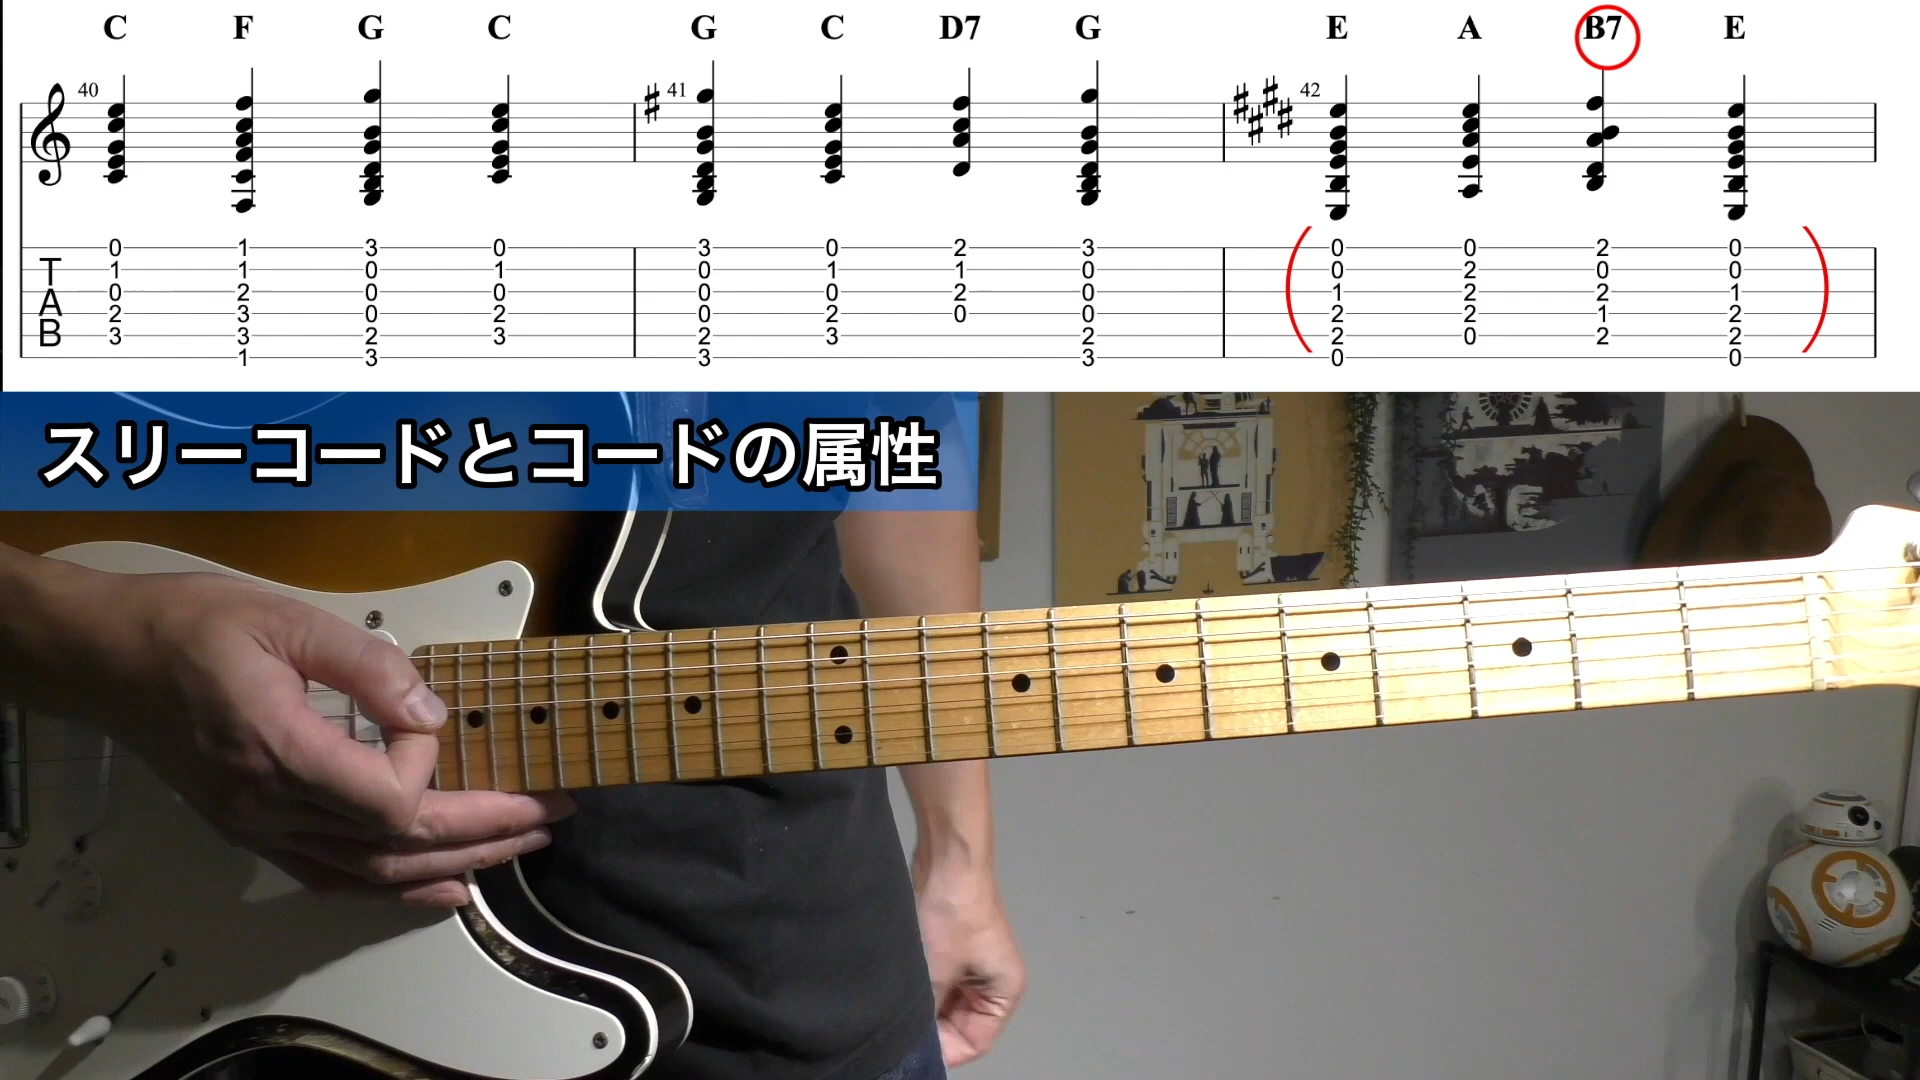 C F G C G C D7 G E A B7 E
40 41 42
0 1 3 0 3 0 2 3 0 0 2 0
T 1 1 0 1 0 1 1 0 0 2 0 0
0 2 0 0 0 0 2 0 1 2 2 1
A 2 3 0 2 0 2 0 0 2 2 1 2
B 3 3 2 3 2 3 2 2 0 2 2
1 3 3 3 0 0
スリーコードとコードの属性